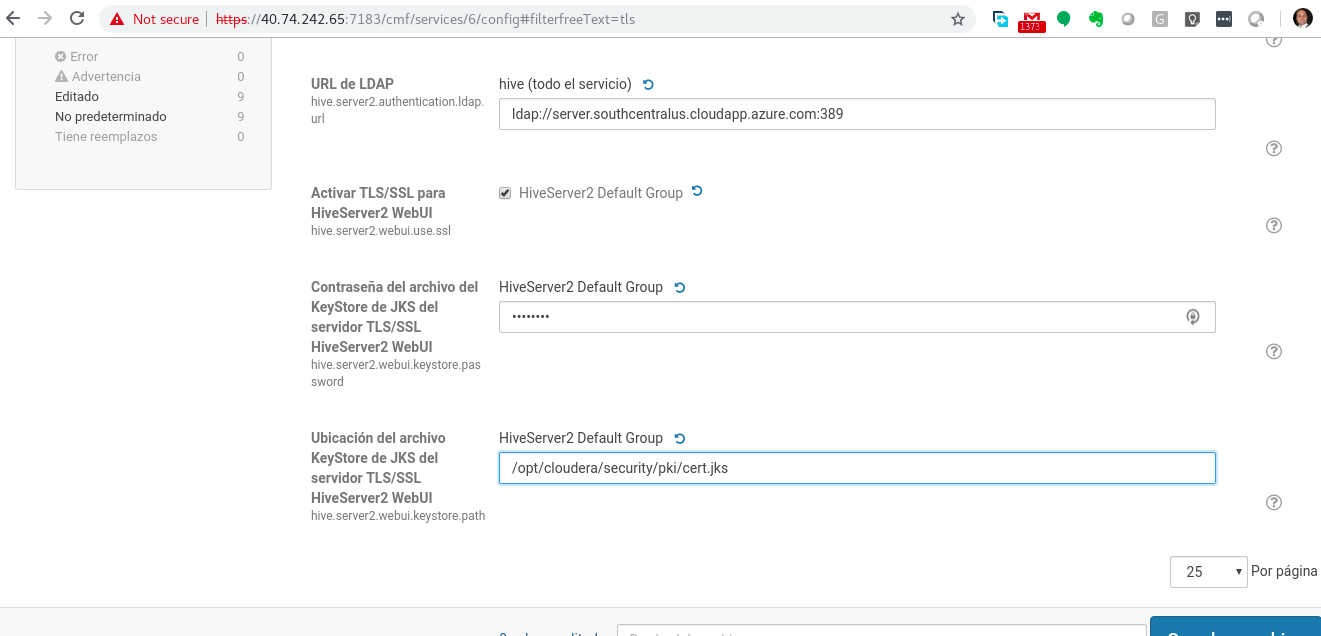 Not secure
https://40.74.242.65:7183/cmf/services/6/config#filterfreeText=tls
1373
G
Error 0
Advertencia 0
Editado 9
No predeterminado 9
Tiene reemplazos 0
URL de LDAP
hive.server2.authentication.ldap.
url
hive (todo el servicio)
ldap://server.southcentralus.cloudapp.azure.com:389
?
Activar TLS/SSL para
HiveServer2 WebUI
hive.server2.webui.use.ssl
HiveServer2 Default Group
?
Contraseña del archivo del
KeyStore de JKS del
servidor TLS/SSL
HiveServer2 WebUI
hive.server2.webui.keystore.pas
sword
HiveServer2 Default Group
••••••••
?
Ubicación del archivo
KeyStore de JKS del
servidor TLS/SSL
HiveServer2 WebUI
hive.server2.webui.keystore.path
HiveServer2 Default Group
/opt/cloudera/security/pki/cert.jks
?
25 Por página